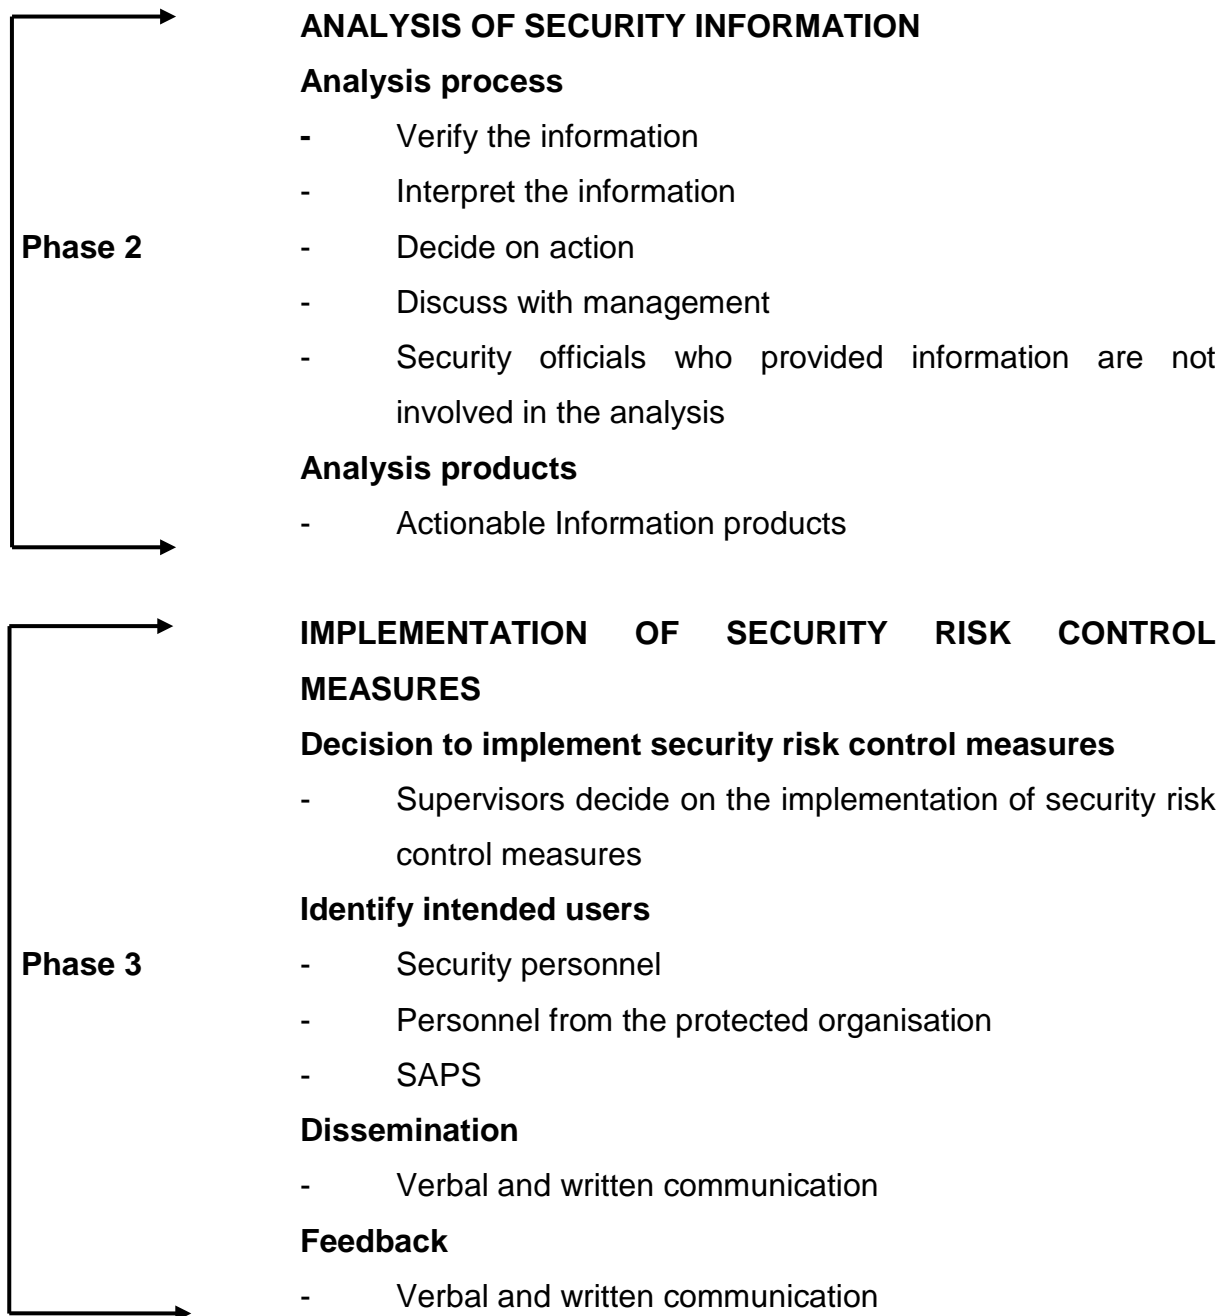 ANALYSIS OF SECURITY INFORMATION
Analysis process
- Verify the information
- Interpret the information
Phase 2 - Decide on action
- Discuss with management
- Security officials who provided information are not
involved in the analysis
Analysis products
- Actionable Information products
IMPLEMENTATION OF SECURITY RISK CONTROL
MEASURES
Decision to implement security risk control measures
- Supervisors decide on the implementation of security risk
control measures
Identify intended users
Phase 3 - Security personnel
- Personnel from the protected organisation
- SAPS
Dissemination
- Verbal and written communication
Feedback
- Verbal and written communication